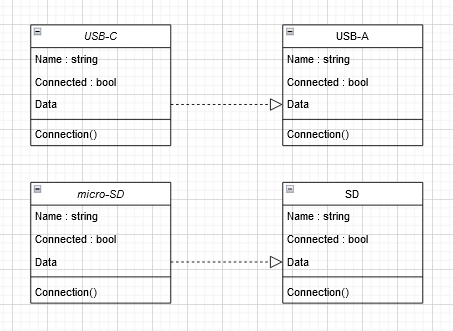 USB-C
Name : string
Connected : bool
Data
Connection()
USB-A
Name : string
Connected : bool
Data
Connection()
micro-SD
Name : string
Connected : bool
Data
Connection()
SD
Name : string
Connected : bool
Data
Connection()